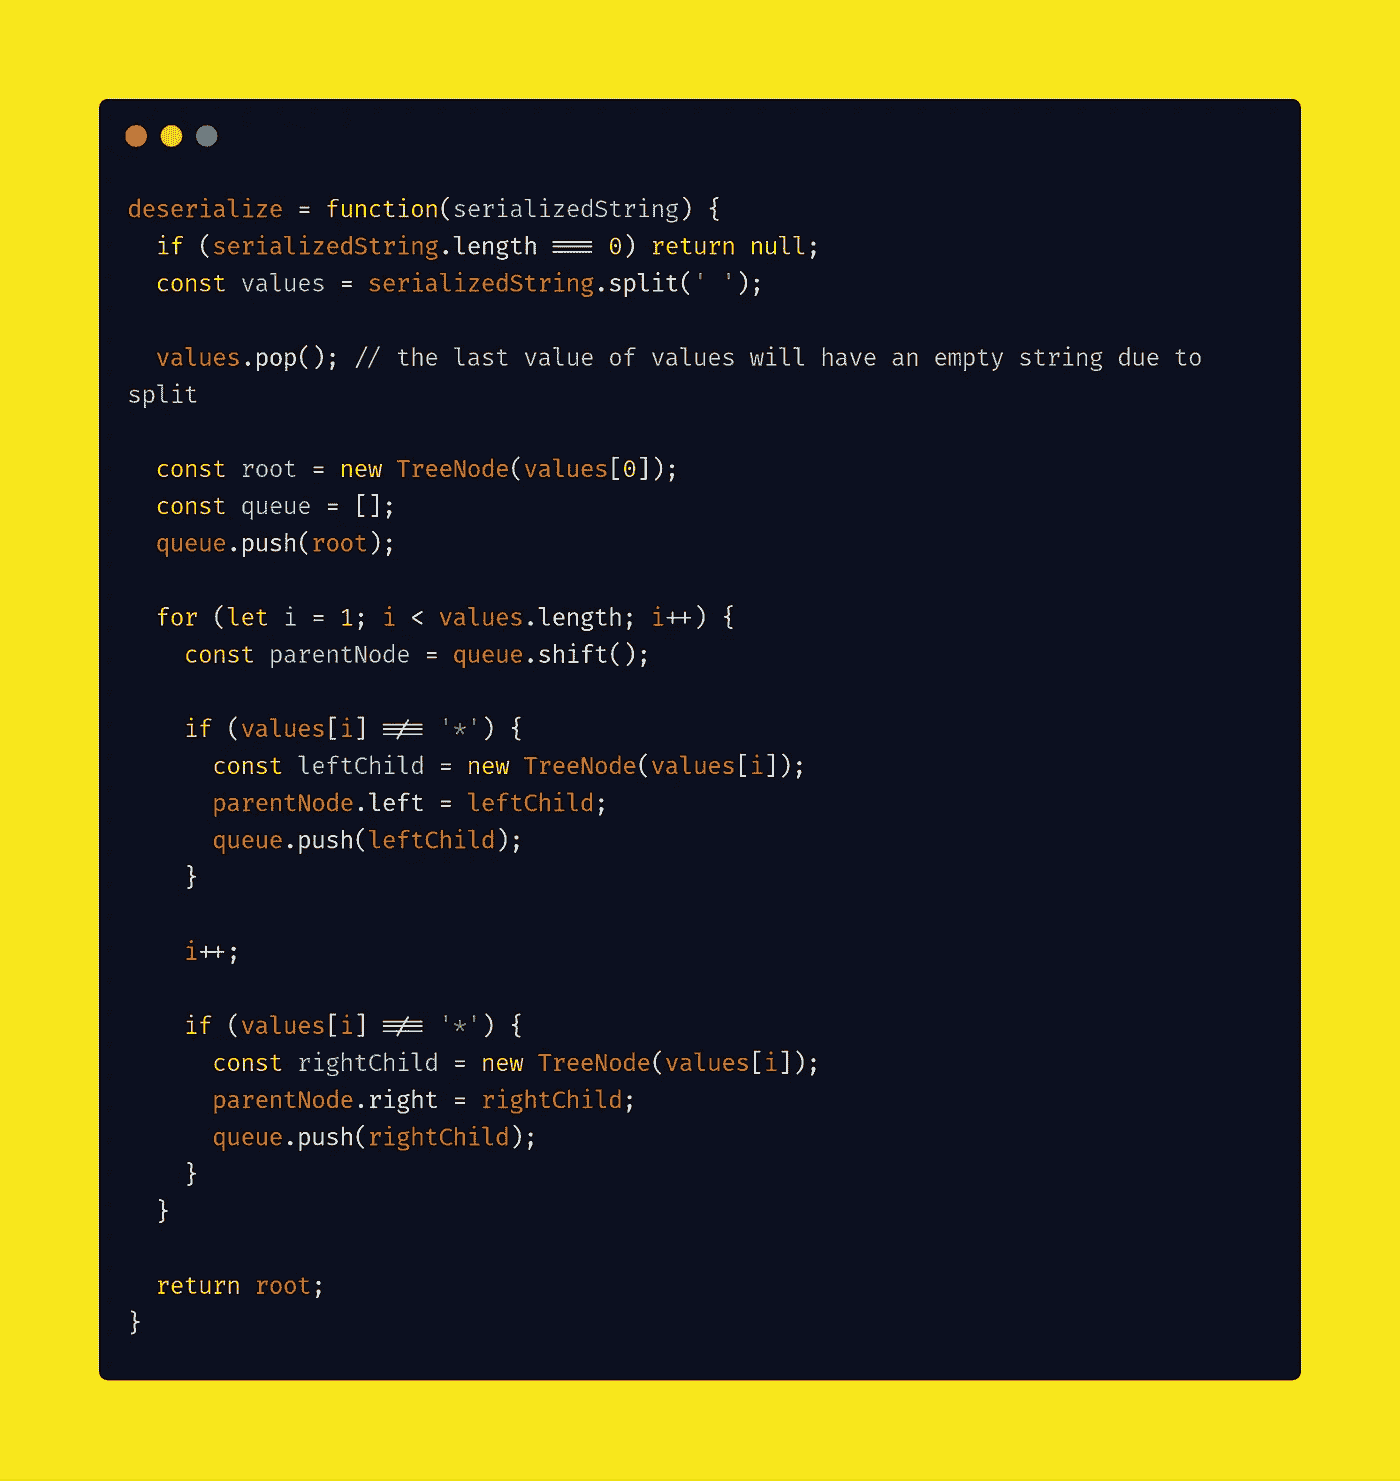 deserialize = function(serializedString) {
  if (serializedString.length === 0) return null;
  const values = serializedString.split(' ');

  values.pop(); // the last value of values will have an empty string due to
split

  const root = new TreeNode(values[0]);
  const queue = [];
  queue.push(root);

  for (let i = 1; i < values.length; i++) {
    const parentNode = queue.shift();

    if (values[i] !== '*') {
      const leftChild = new TreeNode(values[i]);
      parentNode.left = leftChild;
      queue.push(leftChild);
    }

    i++;

    if (values[i] !== '*') {
      const rightChild = new TreeNode(values[i]);
      parentNode.right = rightChild;
      queue.push(rightChild);
    }
  }

  return root;
}